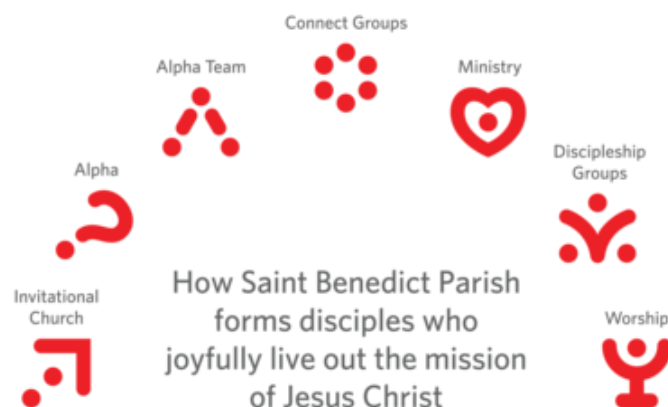 Connect Groups
Alpha Team
Ministry
Alpha
Discipleship
Groups
Invitational
Church
Worship
How Saint Benedict Parish
forms disciples who
joyfully live out the mission
of Jesus Christ